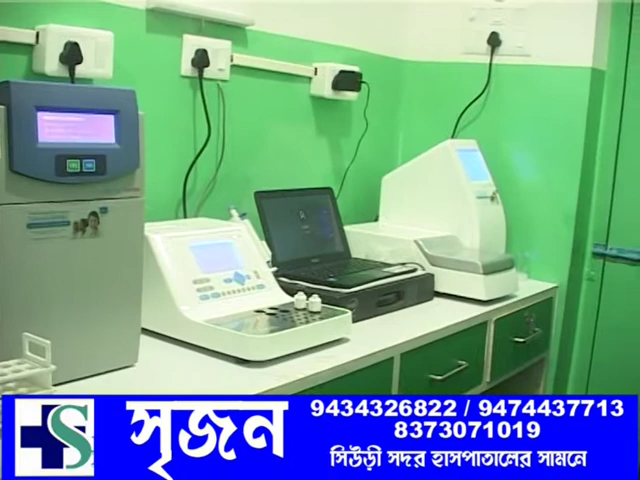 S
সৃজন
9434326822 / 9474437713
8373071019
সিউড়ী সদর হাসপাতালের সামনে